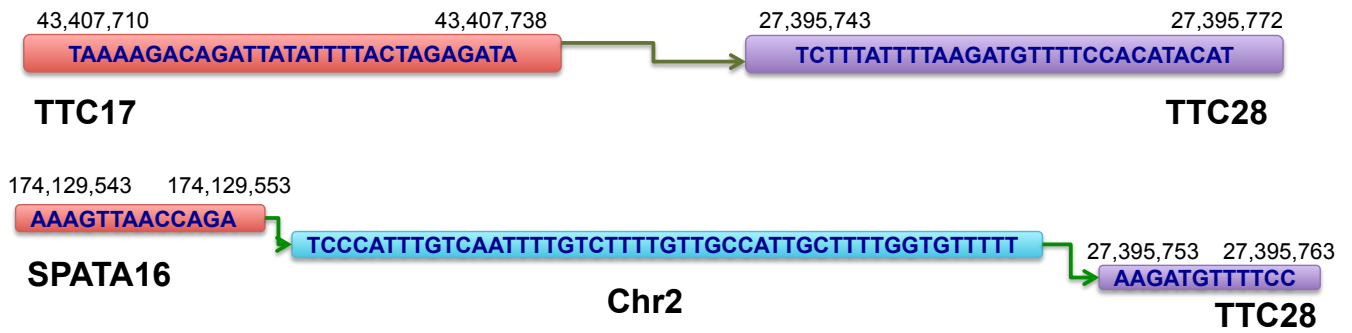 43,407,710 43,407,738 27,395,743 27,395,772
TAAAAGACAGATTATATTTTACTAGAGATA TCTTTATTTTAAGATGTTTTCCACATACAT
TTC17 TTC28
174,129,543 174,129,553
AAAGTTAACCAGA
TCCCATTTGTCAATTTTGTCTTTTGTTGCCATTGCTTTTGGTGTTTTT
27,395,753 27,395,763
AAGATGTTTTCC
SPATA16
Chr2
TTC28